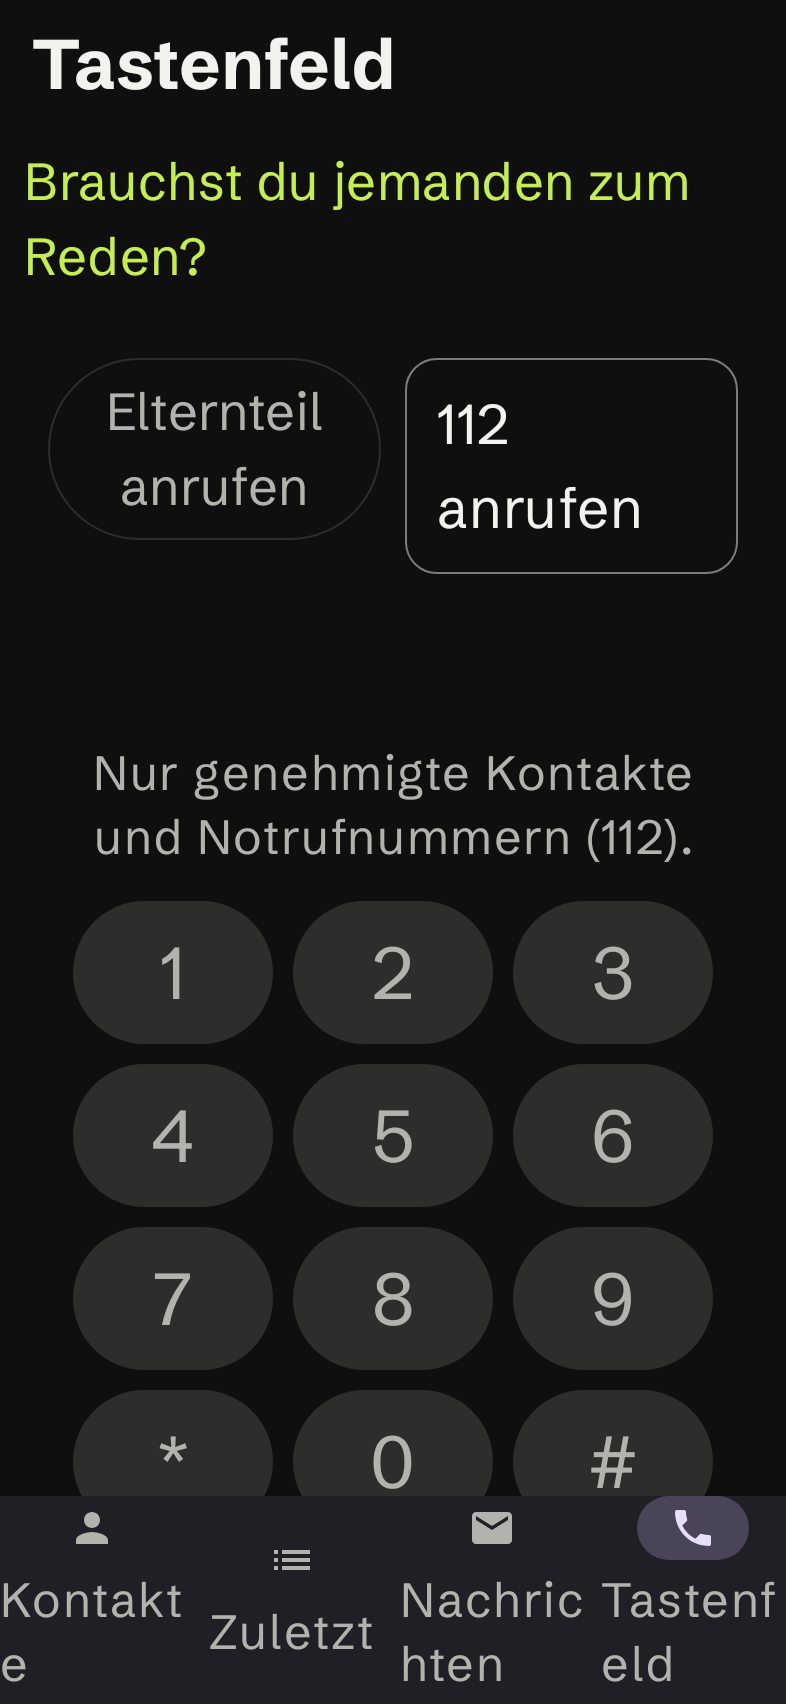 Tastenfeld
Brauchst du jemanden zum
Reden?
Elternteil
anrufen
112
anrufen
Nur genehmigte Kontakte
und Notrufnummern (112).
1 2 3
4 5 6
7 8 9
* 0 #
Kontakt
e
Zuletzt
Nachric
hten
Tastenf
eld